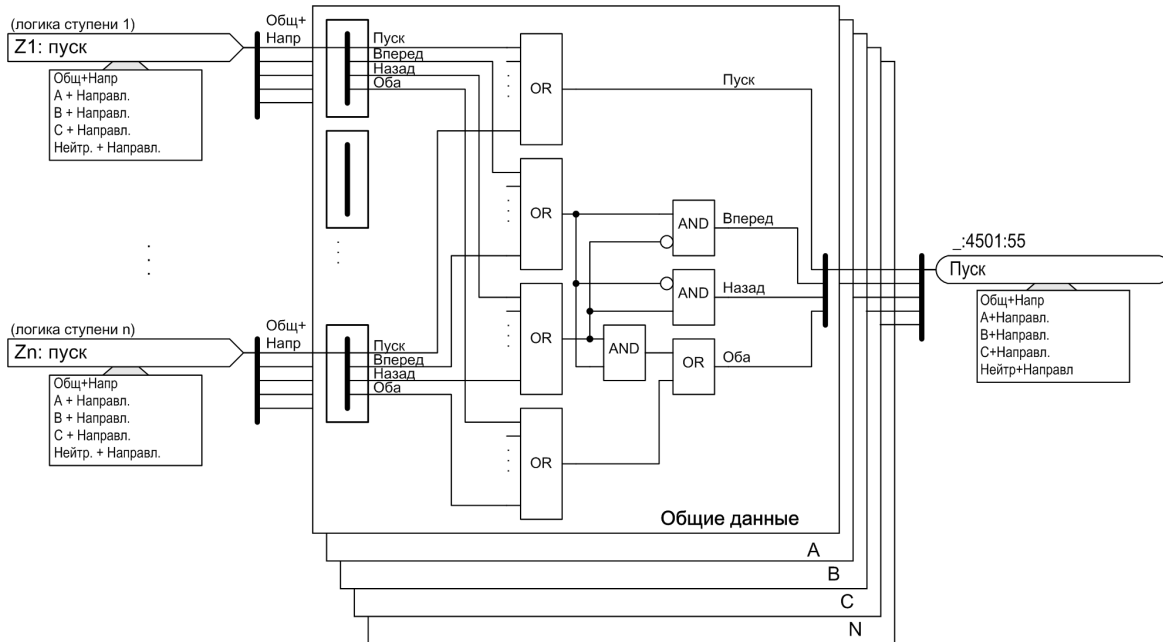 (логика ступени 1)
Z1: пуск
Общ+Напр
A + Направл.
B + Направл.
C + Направл.
Нейтр. + Направл.
Общ+
Напр
Пуск
Вперед
Назад
Оба
OR
Пуск
OR
AND
Вперед
OR
AND
Назад
AND
OR
Оба
OR
(логика ступени n)
Zn: пуск
Общ+Напр
A + Направл.
B + Направл.
C + Направл.
Нейтр. + Направл.
Общ+
Напр
Пуск
Вперед
Назад
Оба
_:4501:55
Пуск
Общ+Напр
A+Направл.
B+Направл.
C+Направл.
Нейтр+Направл
Общие данные
A
B
C
N